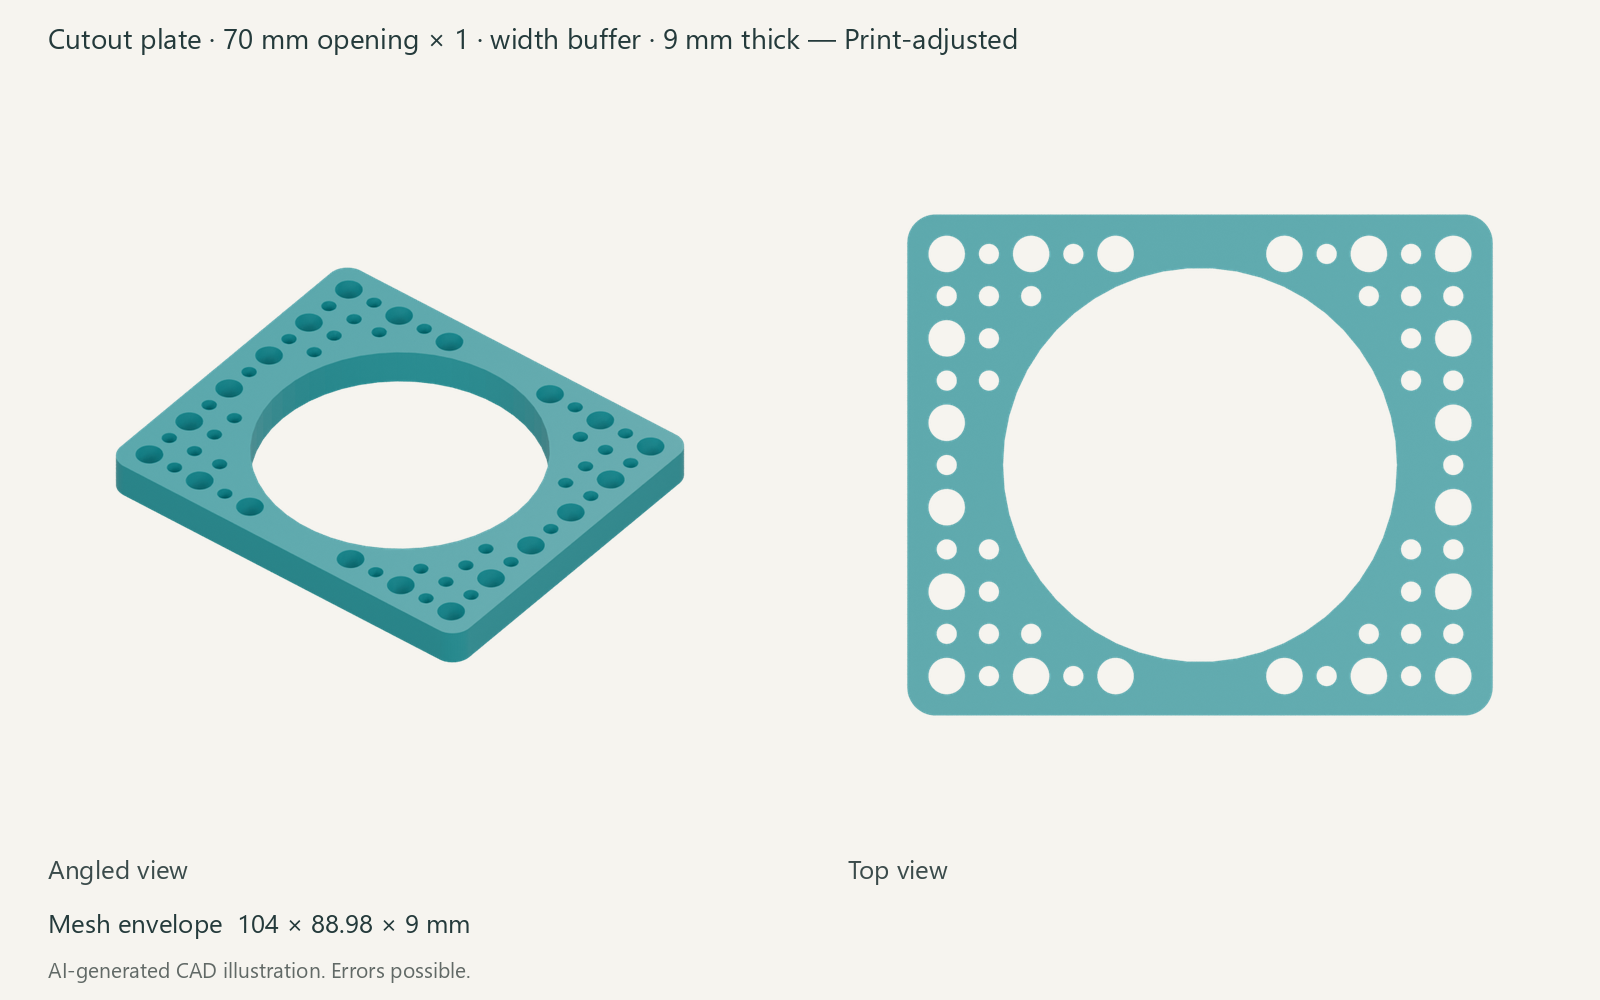 Cutout plate · 70 mm opening × 1 · width buffer · 9 mm thick — Print-adjusted
Angled view
Top view
Mesh envelope 104 × 88.98 × 9 mm
AI-generated CAD illustration. Errors possible.